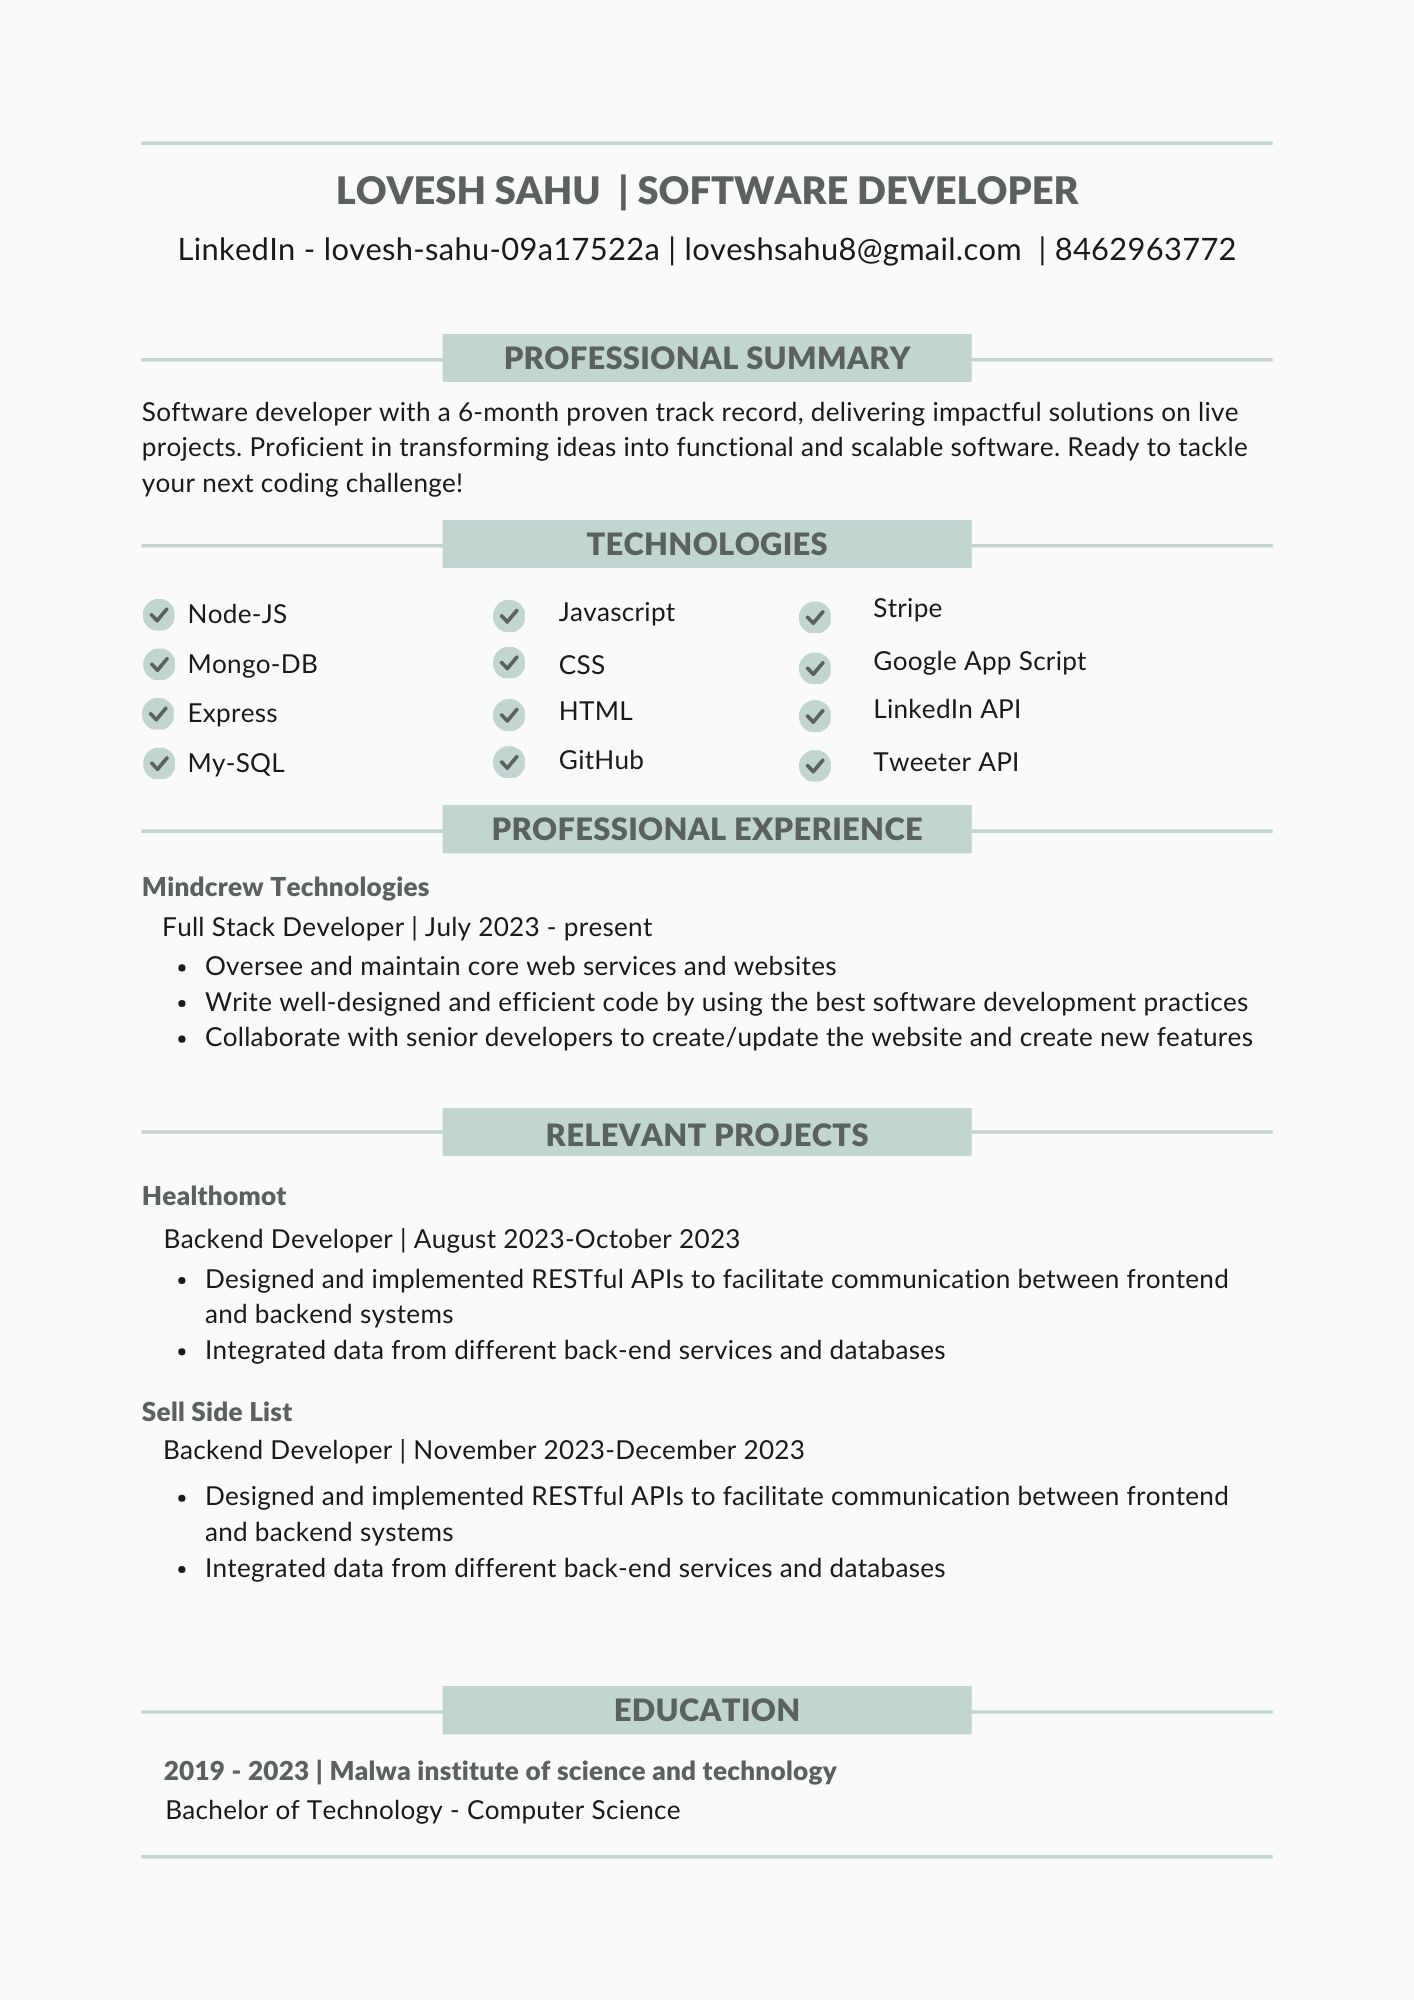 LOVESH SAHU | SOFTWARE DEVELOPER
LinkedIn - lovesh-sahu-09a17522a | loveshsahu8@gmail.com | 8462963772
PROFESSIONAL SUMMARY
Software developer with a 6-month proven track record, delivering impactful solutions on live
projects. Proficient in transforming ideas into functional and scalable software. Ready to tackle
your next coding challenge!
TECHNOLOGIES
Node-JS
Mongo-DB
Express
My-SQL
Javascript
CSS
HTML
GitHub
Stripe
Google App Script
LinkedIn API
Tweeter API
PROFESSIONAL EXPERIENCE
Mindcrew Technologies
Full Stack Developer | July 2023 - present
• Oversee and maintain core web services and websites
• Write well-designed and efficient code by using the best software development practices
• Collaborate with senior developers to create/update the website and create new features
RELEVANT PROJECTS
Healthomot
Backend Developer | August 2023-October 2023
• Designed and implemented RESTful APIs to facilitate communication between frontend
and backend systems
• Integrated data from different back-end services and databases
Sell Side List
Backend Developer | November 2023-December 2023
• Designed and implemented RESTful APIs to facilitate communication between frontend
and backend systems
• Integrated data from different back-end services and databases
EDUCATION
2019 - 2023 | Malwa institute of science and technology
Bachelor of Technology - Computer Science